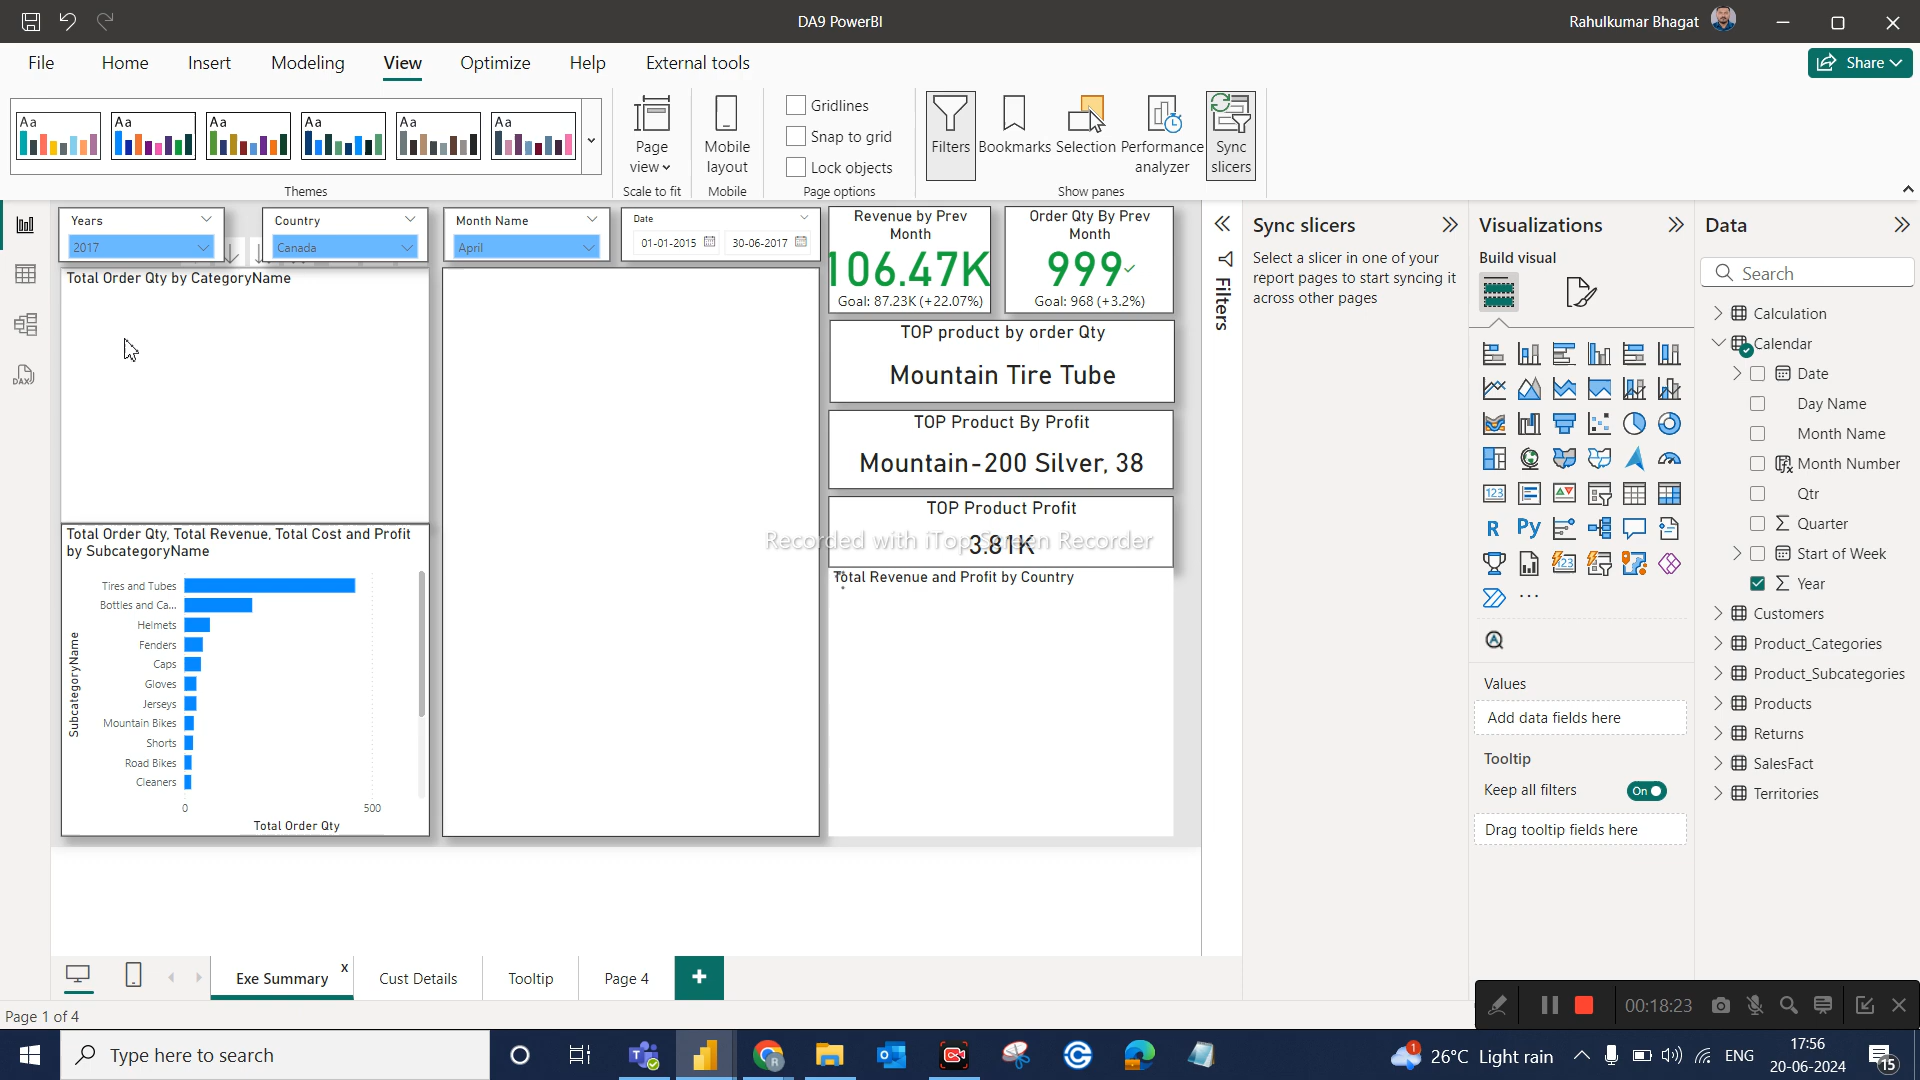 DA9 PowerBI
Rahulkumar Bhagat
File Home Insert Modeling View Optimize Help External tools
Share
Aa Aa Aa Aa Aa Aa
Page view
Mobile layout
Gridlines
Snap to grid
Lock objects
Filters
Bookmarks
Selection
Performance analyzer
Sync slicers
Themes
Scale to fit
Mobile
Page options
Show panes
Years
2017
Country
Canada
Month Name
April
Date
01-01-2015
30-06-2017
Revenue by Prev
Month
106.47K
Goal: 87.23K (+22.07%)
Order Qty By Prev
Month
999
Goal: 968 (+3.2%)
Total Order Qty by CategoryName
TOP product by order Qty
Mountain Tire Tube
TOP Product By Profit
Mountain-200 Silver, 38
TOP Product Profit
3.81K
Recorded with iTop Screen Recorder
Total Revenue and Profit by Country
Total Order Qty, Total Revenue, Total Cost and Profit
by SubcategoryName
SubcategoryName
Tires and Tubes
Bottles and Ca...
Helmets
Fenders
Caps
Gloves
Jerseys
Mountain Bikes
Shorts
Road Bikes
Cleaners
0 500
Total Order Qty
Filters
Sync slicers
Select a slicer in one of your
report pages to start syncing it
across other pages
Visualizations
Build visual
123
R Py
123
...
Values
Add data fields here
Tooltip
Keep all filters
On
Drag tooltip fields here
Data
Search
Calculation
Calendar
Date
Day Name
Month Name
Month Number
Qtr
Quarter
Start of Week
Year
Customers
Product_Categories
Product_Subcategories
Products
Returns
SalesFact
Territories
DAX
Exe Summary x
Cust Details
Tooltip
Page 4
+
Page 1 of 4
00:18:23
Type here to search
26°C Light rain
ENG
17:56
20-06-2024
15